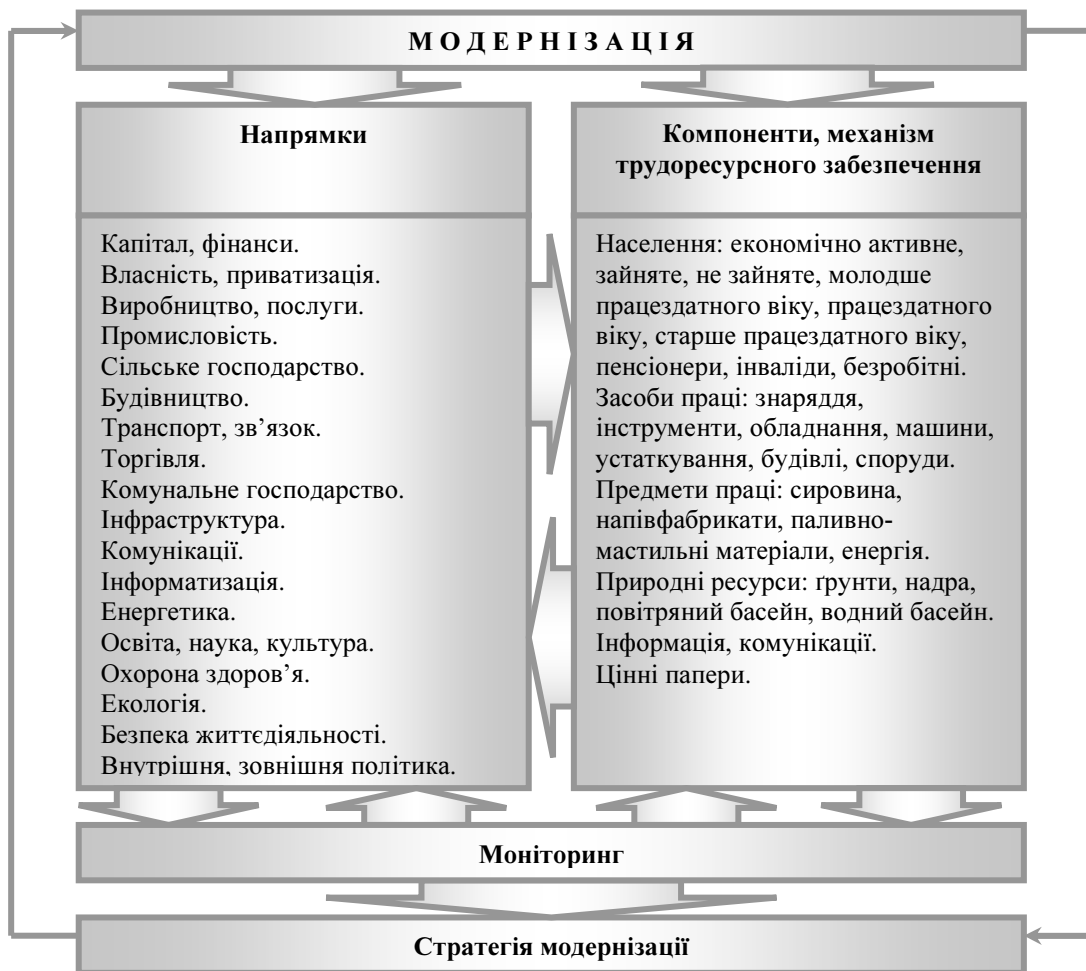 МОДЕРНІЗАЦІЯ
Напрямки
Капітал, фінанси.
Власність, приватизація.
Виробництво, послуги.
Промисловість.
Сільське господарство.
Будівництво.
Транспорт, зв’язок.
Торгівля.
Комунальне господарство.
Інфраструктура.
Комунікації.
Інформатизація.
Енергетика.
Освіта, наука, культура.
Охорона здоров’я.
Екологія.
Безпека життєдіяльності.
Внутрішня, зовнішня політика.
Компоненти, механізм
трудоресурсного забезпечення
Населення: економічно активне,
зайняте, не зайняте, молодше
працездатного віку, працездатного
віку, старше працездатного віку,
пенсіонери, інваліди, безробітні.
Засоби праці: знаряддя,
інструменти, обладнання, машини,
устаткування, будівлі, споруди.
Предмети праці: сировина,
напівфабрикати, паливно-
мастильні матеріали, енергія.
Природні ресурси: ґрунти, надра,
повітряний басейн, водний басейн.
Інформація, комунікації.
Цінні папери.
Моніторинг
Стратегія модернізації